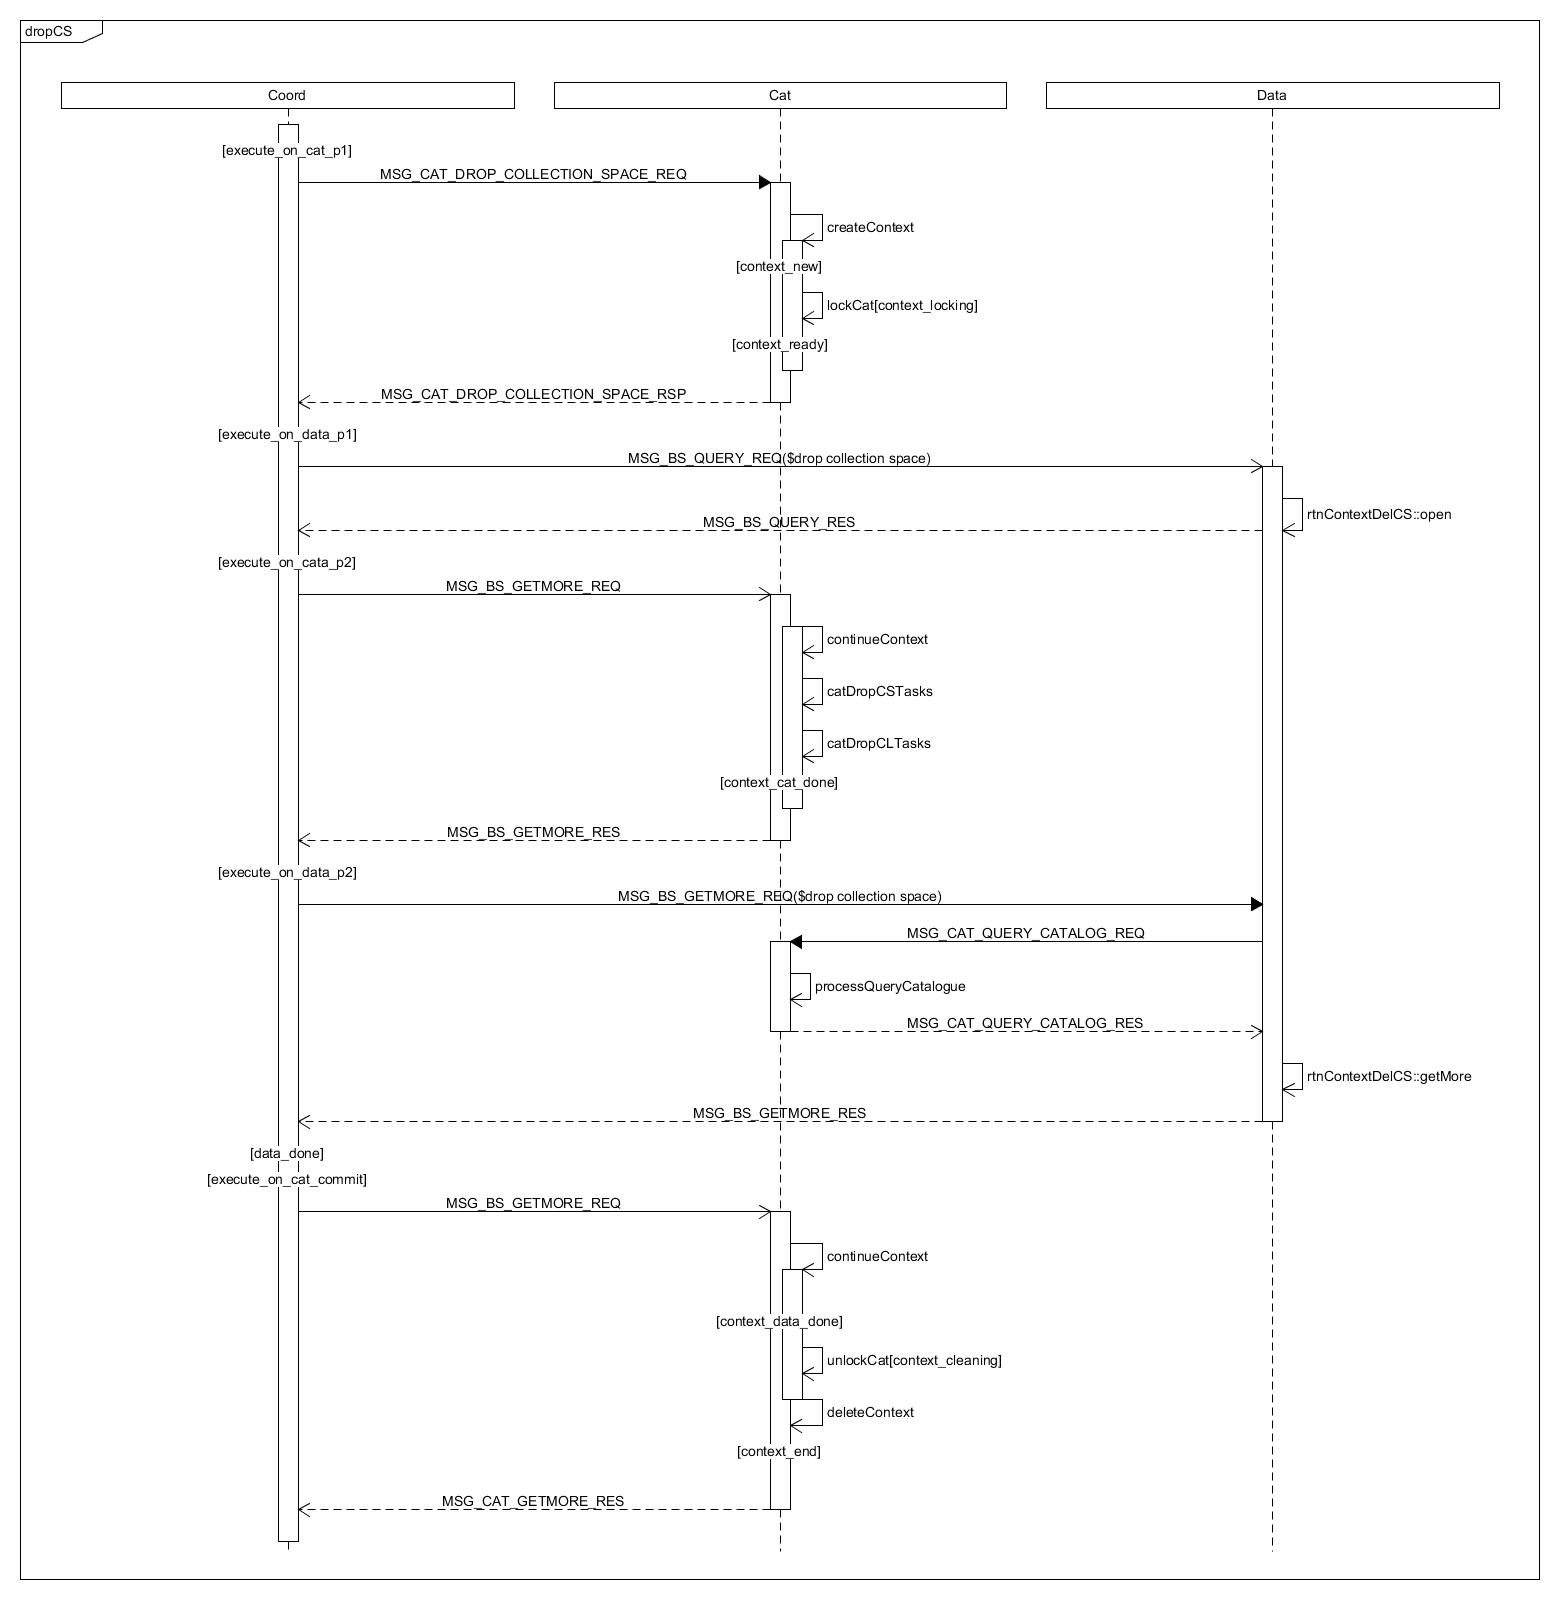 dropCS
Coord
Cat
Data
[execute_on_cat_p1]
MSG_CAT_DROP_COLLECTION_SPACE_REQ
createContext
[context_new]
lockCat[context_locking]
[context_ready]
MSG_CAT_DROP_COLLECTION_SPACE_RSP
[execute_on_data_p1]
MSG_BS_QUERY_REQ($drop collection space)
rtnContextDelCS::open
MSG_BS_QUERY_RES
[execute_on_cata_p2]
MSG_BS_GETMORE_REQ
continueContext
catDropCSTasks
catDropCLTasks
[context_cat_done]
MSG_BS_GETMORE_RES
[execute_on_data_p2]
MSG_BS_GETMORE_REQ($drop collection space)
MSG_CAT_QUERY_CATALOG_REQ
processQueryCatalogue
MSG_CAT_QUERY_CATALOG_RES
rtnContextDelCS::getMore
MSG_BS_GETMORE_RES
[data_done]
[execute_on_cat_commit]
MSG_BS_GETMORE_REQ
continueContext
[context_data_done]
unlockCat[context_cleaning]
deleteContext
[context_end]
MSG_CAT_GETMORE_RES